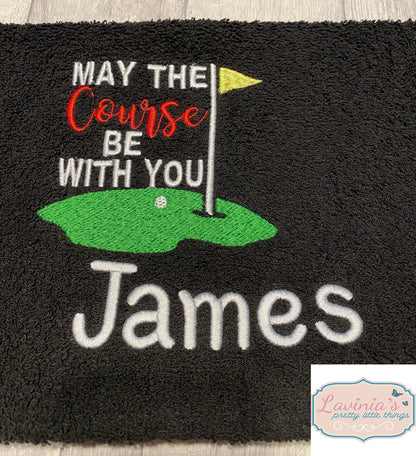 MAY THE
Course
BE
WITH YOU
James
Lavinia's
pretty little things